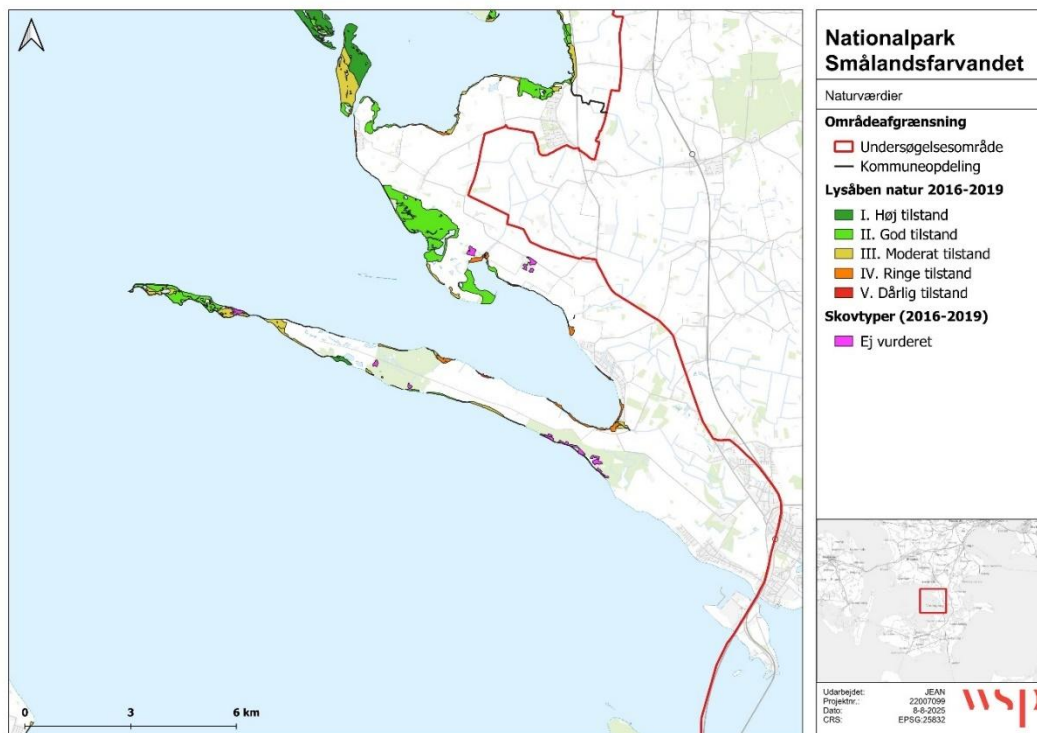 Nationalpark
Smålandsfarvandet
Naturværdier
Områdeafgrænsning
Undersøgelsesområde
Kommuneopdeling
Lysåben natur 2016-2019
I. Høj tilstand
II. God tilstand
III. Moderat tilstand
IV. Ringe tilstand
V. Dårlig tilstand
Skovtyper (2016-2019)
Ej vurderet
0 3 6 km
Udarbejdet: JEAN
Projektnr.: 22007099
Dato: 8-8-2025
CRS: EPSG:25832
wsp